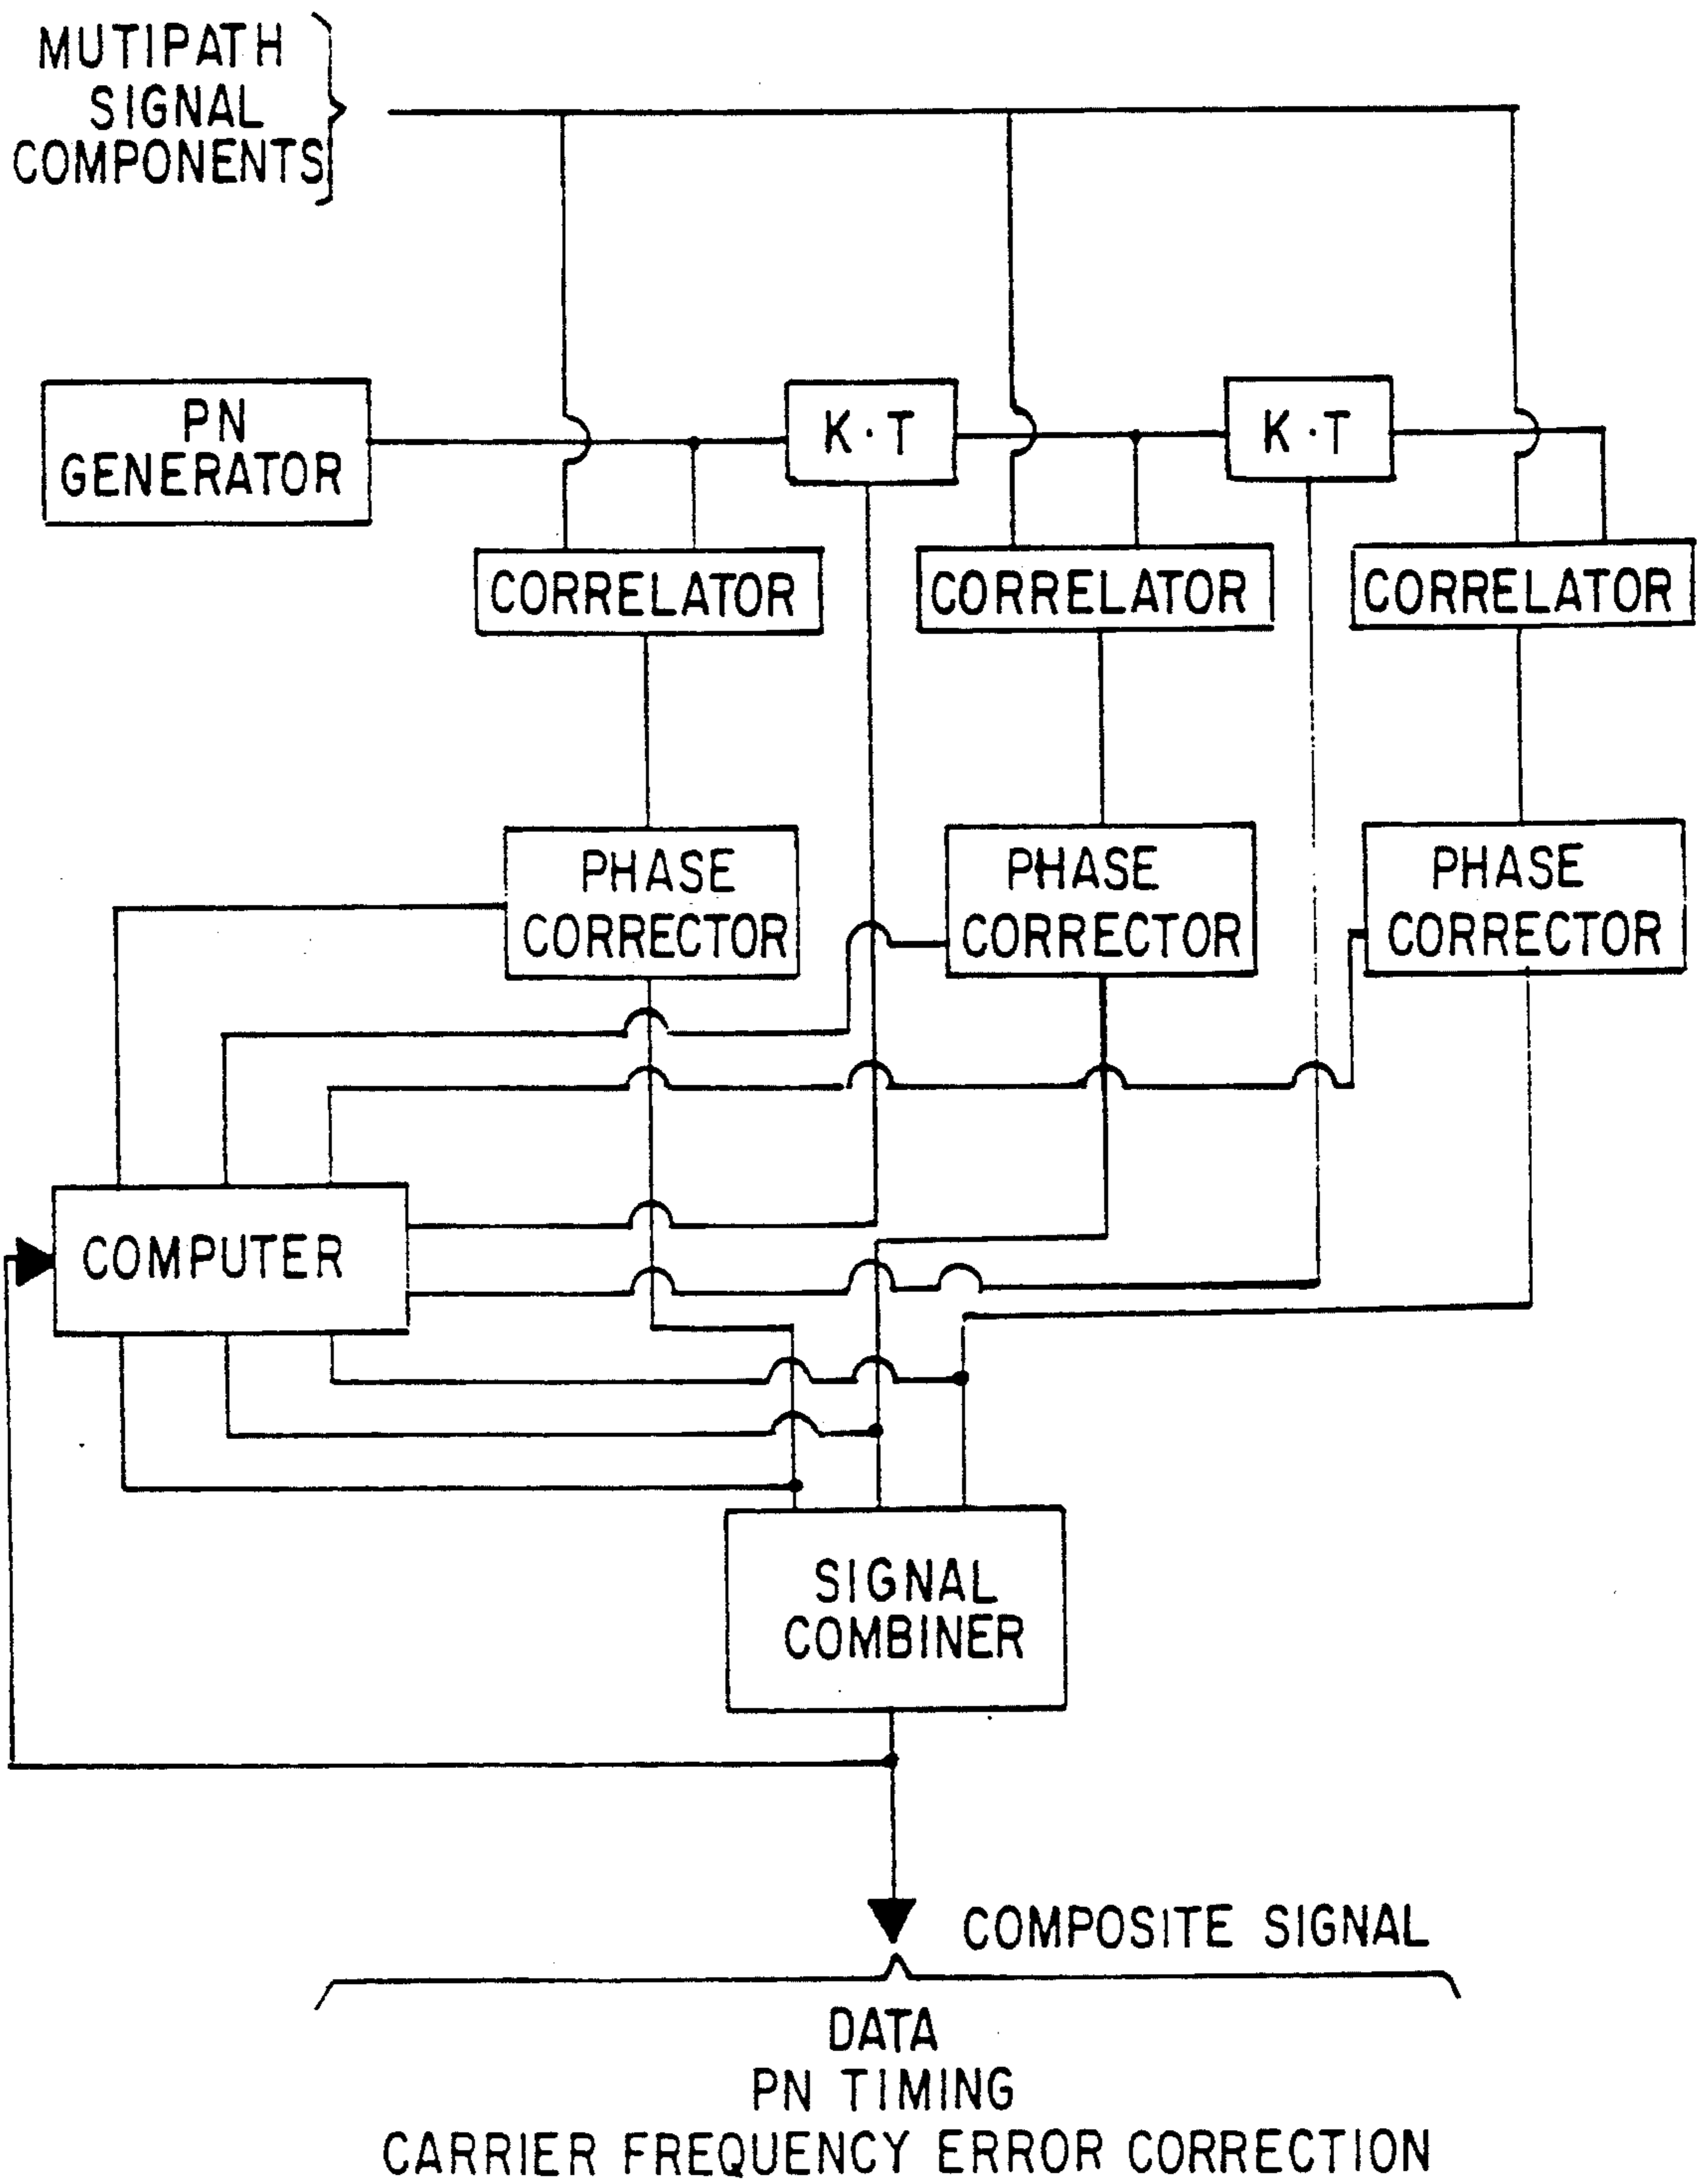 MUTIPATH
SIGNAL
COMPONENTS
PN
GENERATOR
K·T
K·T
CORRELATOR
CORRELATOR
CORRELATOR
PHASE
CORRECTOR
PHASE
CORRECTOR
PHASE
CORRECTOR
COMPUTER
SIGNAL
COMBINER
COMPOSITE SIGNAL
DATA
PN TIMING
CARRIER FREQUENCY ERROR CORRECTION